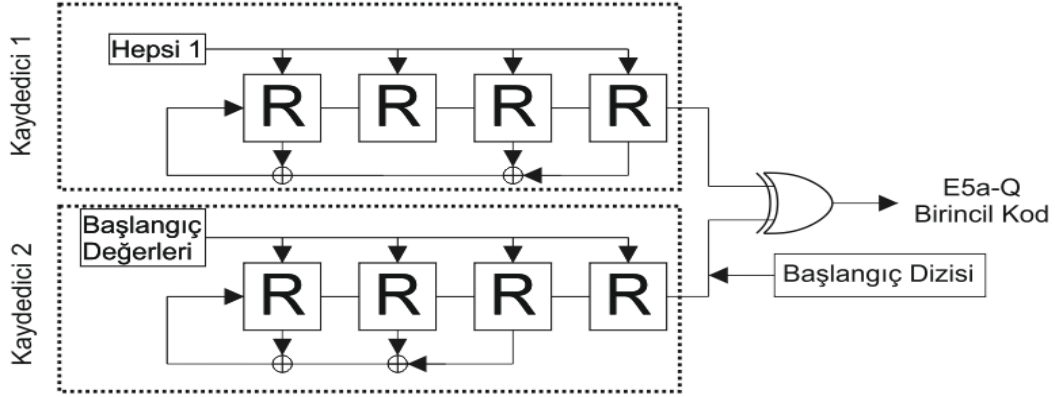 Kaydedici 1
Hepsi 1
R R R R
E5a-Q
Birincil Kod
Kaydedici 2
Başlangıç
Değerleri
R R R R
Başlangıç Dizisi